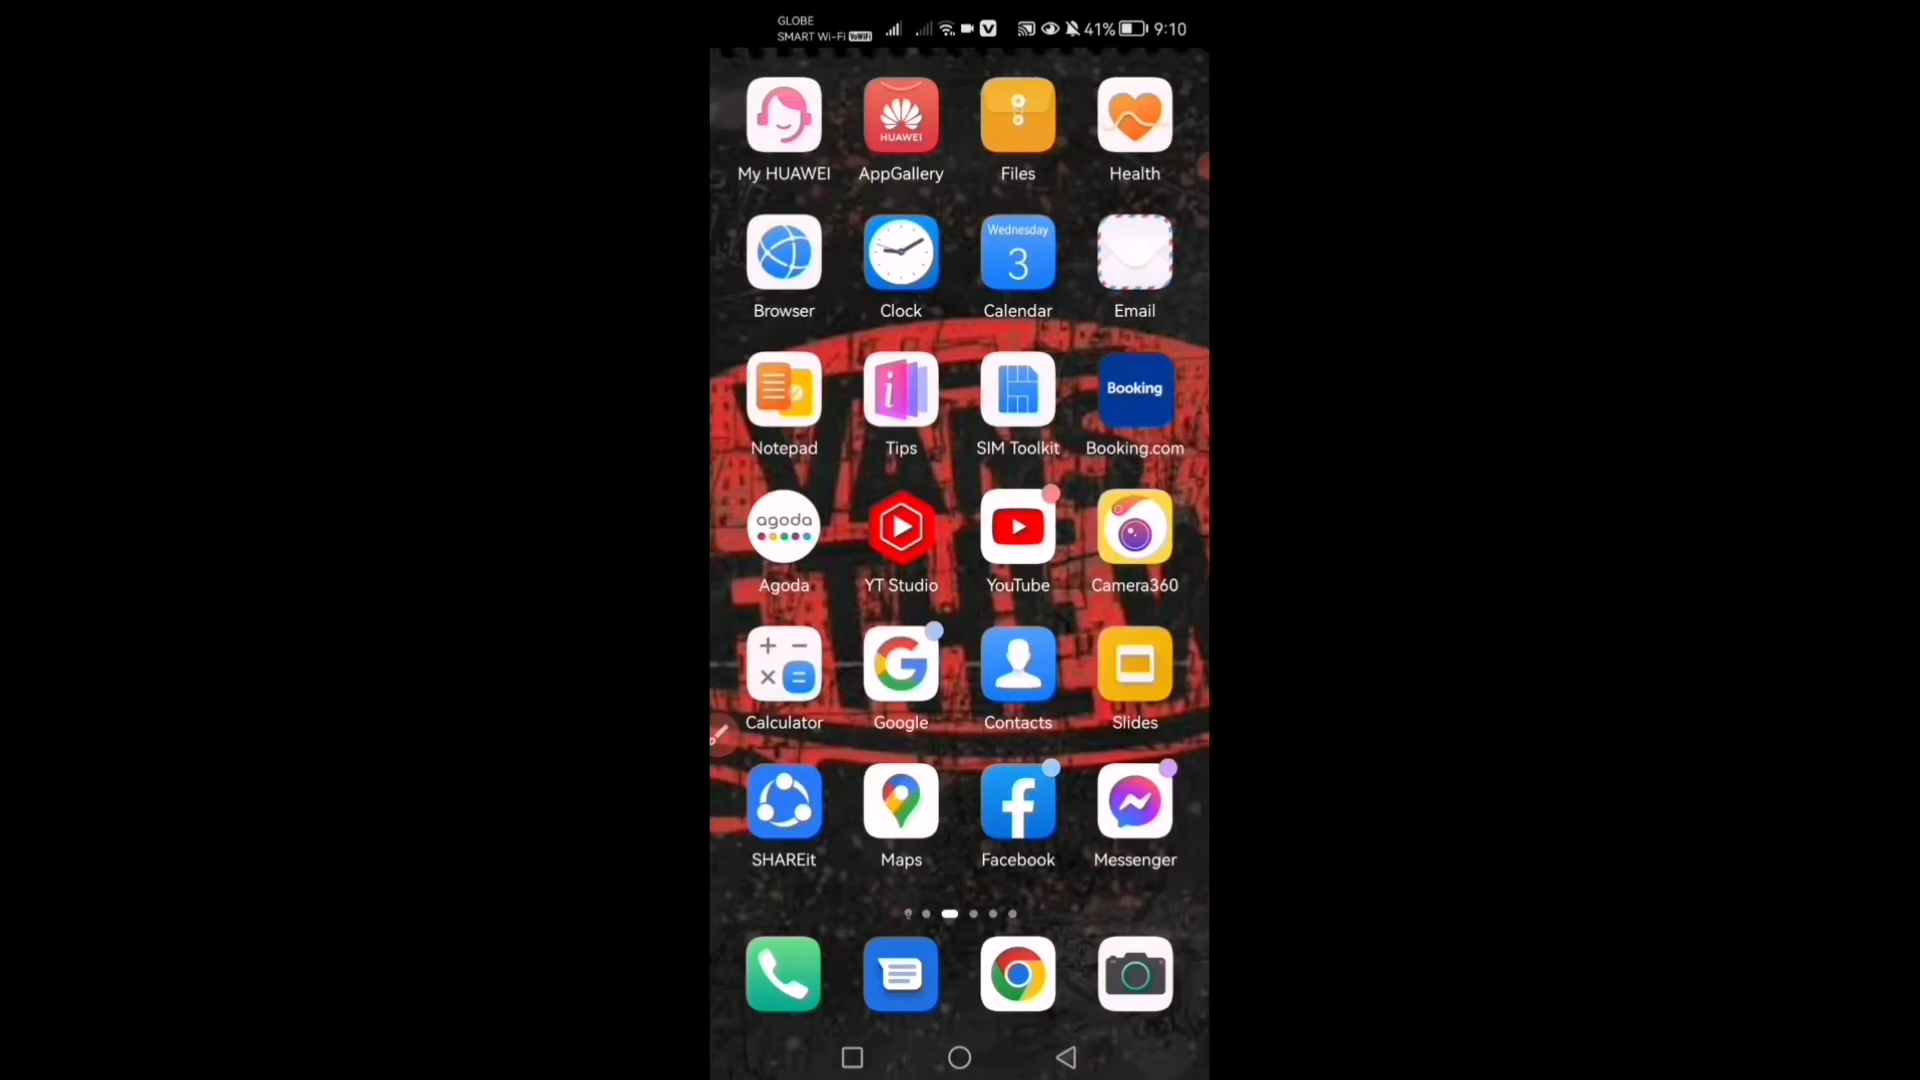 GLOBE
SMART Wi-Fi VoWiFi
41% 9:10
HUAWEI
My HUAWEI AppGallery Files Health
Wednesday
3
Browser Clock Calendar Email
Booking
Notepad Tips SIM Toolkit Booking.com
agoda
Agoda YT Studio YouTube Camera360
Calculator Google Contacts Slides
SHAREit Maps Facebook Messenger